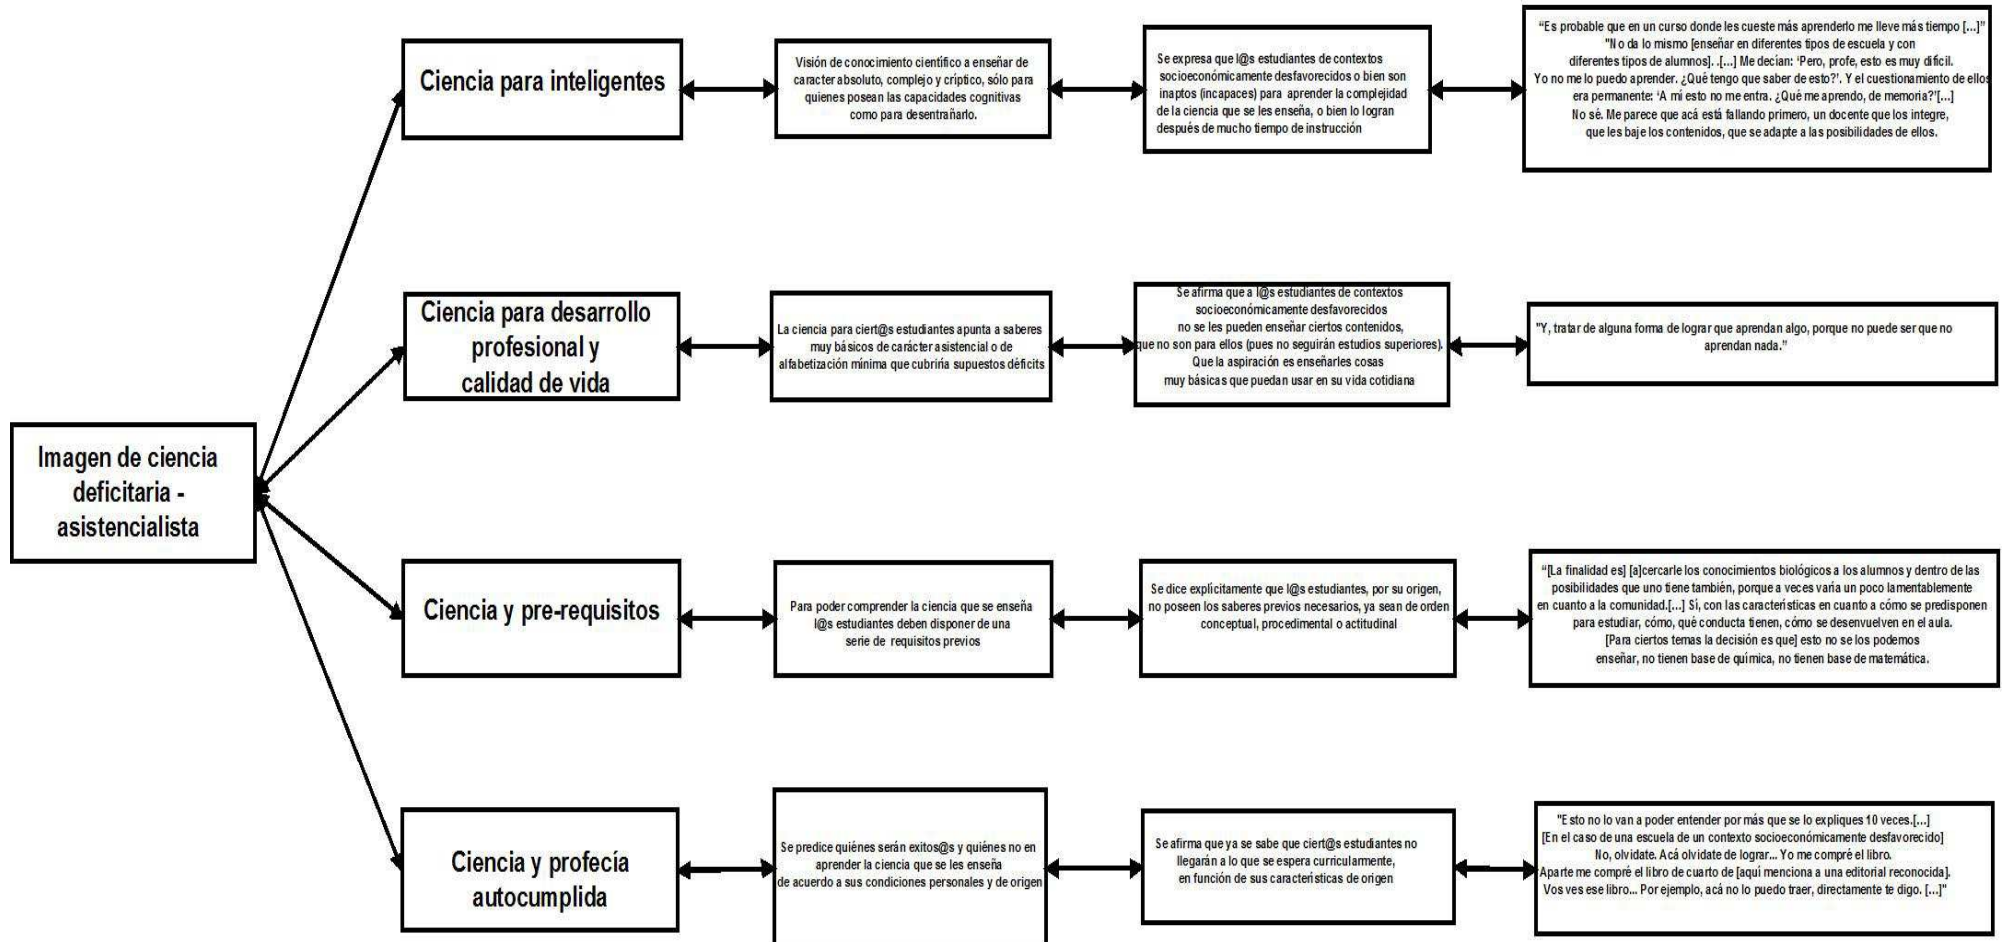 Imagen de ciencia
deficitaria -
asistencialista
Ciencia para inteligentes
Visión de conocimiento científico a enseñar de
caracter absoluto, complejo y críptico, sólo para
quienes posean las capacidades cognitivas
como para desentrañarlo.
Se expresa que l@s estudiantes de contextos
socioeconómicamente desfavorecidos o bien son
inaptos (incapaces) para aprender la complejidad
de la ciencia que se les enseña, o bien lo logran
después de mucho tiempo de instrucción
“Es probable que en un curso donde les cueste más aprenderlo me lleve más tiempo [...]”
"No da lo mismo [enseñar en diferentes tipos de escuela y con
diferentes tipos de alumnos]. .[...] Me decían: ‘Pero, profe, esto es muy difícil.
Yo no me lo puedo aprender. ¿Qué tengo que saber de esto?’. Y el cuestionamiento de ellos
era permanente: ‘A mí esto no me entra. ¿Qué me aprendo, de memoria?’[...]
No sé. Me parece que acá está fallando primero, un docente que los integre,
que les baje los contenidos, que se adapte a las posibilidades de ellos.
Ciencia para desarrollo
profesional y
calidad de vida
La ciencia para ciert@s estudiantes apunta a saberes
muy básicos de carácter asistencial o de
alfabetización mínima que cubriría supuestos déficits
Se afirma que a l@s estudiantes de contextos
socioeconómicamente desfavorecidos
no se les pueden enseñar ciertos contenidos,
que no son para ellos (pues no seguirán estudios superiores).
Que la aspiración es enseñarles cosas
muy básicas que puedan usar en su vida cotidiana
"Y, tratar de alguna forma de lograr que aprendan algo, porque no puede ser que no
aprendan nada.”
Ciencia y pre-requisitos
Para poder comprender la ciencia que se enseña
l@s estudiantes deben disponer de una
serie de requisitos previos
Se dice explícitamente que l@s estudiantes, por su origen,
no poseen los saberes previos necesarios, ya sean de orden
conceptual, procedimental o actitudinal
“[La finalidad es] [a]cercarle los conocimientos biológicos a los alumnos y dentro de las
posibilidades que uno tiene también, porque a veces varía un poco lamentablemente
en cuanto a la comunidad.[...] Sí, con las características en cuanto a cómo se predisponen
para estudiar, cómo, qué conducta tienen, cómo se desenvuelven en el aula.
[Para ciertos temas la decisión es que] esto no se los podemos
enseñar, no tienen base de química, no tienen base de matemática.
Ciencia y profecía
autocumplida
Se predice quiénes serán exitos@s y quiénes no en
aprender la ciencia que se les enseña
de acuerdo a sus condiciones personales y de origen
Se afirma que ya se sabe que ciert@s estudiantes no
llegarán a lo que se espera curricularmente,
en función de sus características de origen
"Esto no lo van a poder entender por más que se lo expliques 10 veces.[...]
[En el caso de una escuela de un contexto socioeconómicamente desfavorecido]
No, olvidate. Acá olvidate de lograr... Yo me compré el libro.
Aparte me compré el libro de cuarto de [aquí menciona a una editorial reconocida].
Vos ves ese libro... Por ejemplo, acá no lo puedo traer, directamente te digo. [...]"